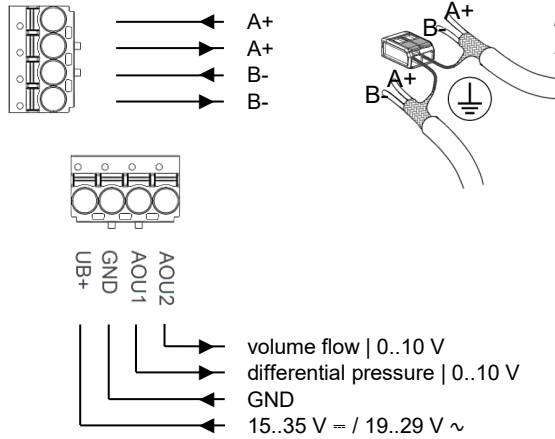 A+
A+
B-
B-
A+
B-
A+
B-
UB+
GND
AOU1
AOU2
volume flow | 0..10 V
differential pressure | 0..10 V
GND
15..35 V ⎓ / 19..29 V ∿